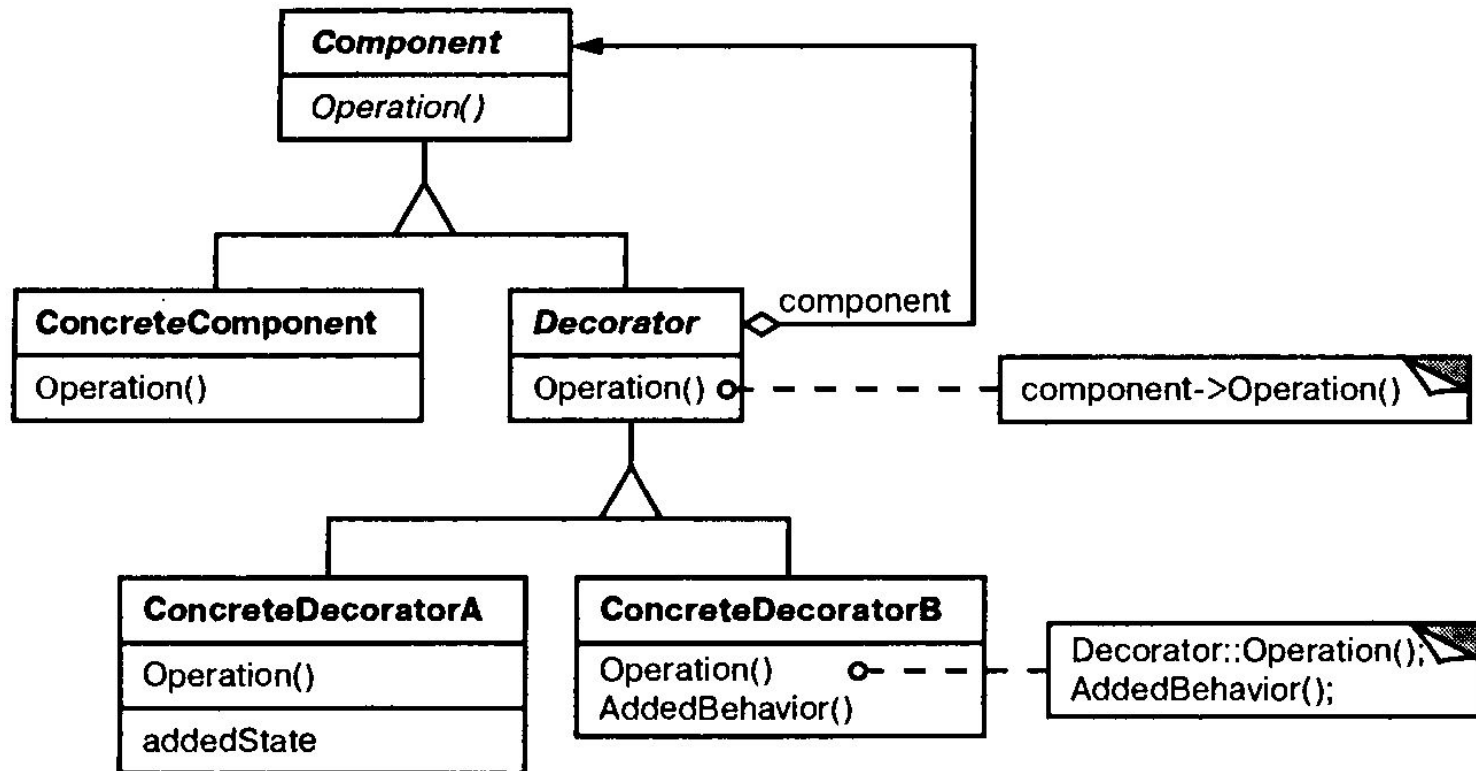 Component
Operation()
ConcreteComponent
Operation()
Decorator
Operation()
component
component->Operation()
ConcreteDecoratorA
Operation()
addedState
ConcreteDecoratorB
Operation()
AddedBehavior()
Decorator::Operation();
AddedBehavior();